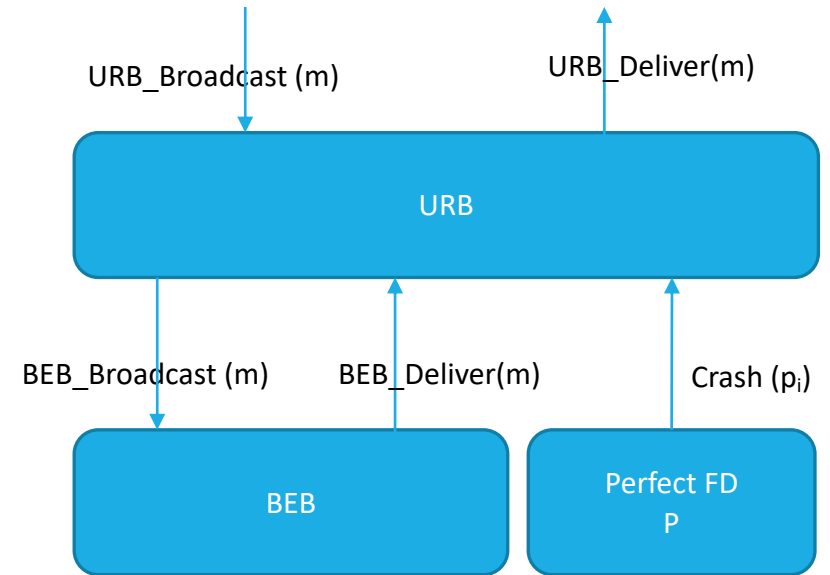 URB_Broadcast (m)
URB_Deliver(m)
URB
BEB_Broadcast (m)
BEB_Deliver(m)
Crash (pᵢ)
BEB
Perfect FD
P